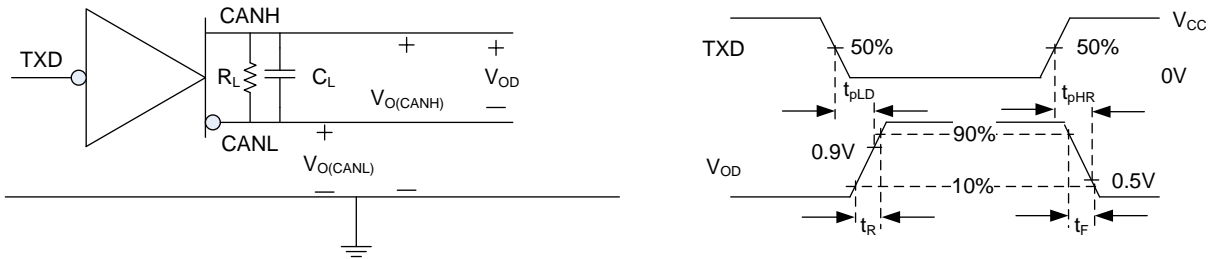 CANH
TXD
R_L
C_L
V_OD
V_O(CANH)
CANL
V_O(CANL)
TXD
50%
50%
V_CC
0V
t_pLD
t_pHR
90%
0.9V
V_OD
10%
0.5V
t_R
t_F